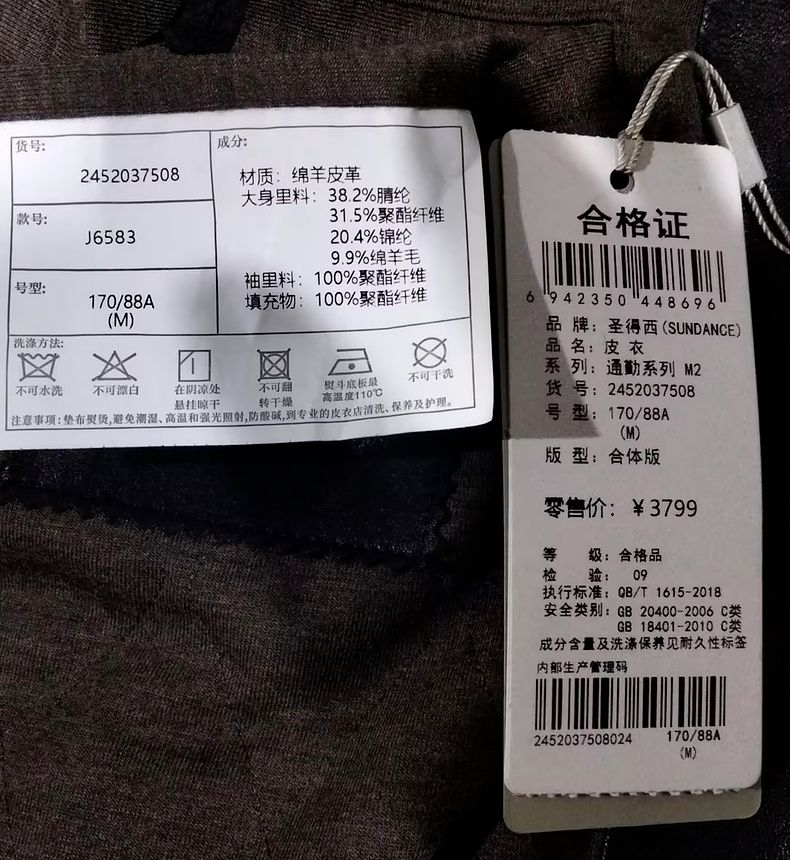 货号:
2452037508
款号:
J6583
号型:
170/88A
(M)
成分:
材质: 绵羊皮革
大身里料: 38.2%腈纶
31.5%聚酯纤维
20.4%锦纶
9.9%绵羊毛
袖里料: 100%聚酯纤维
填充物: 100%聚酯纤维
洗涤方法:
不可水洗
不可漂白
在阴凉处
悬挂晾干
不可翻
转干燥
熨斗底板最
高温度110℃
不可干洗
注意事项: 垫布熨烫,避免潮湿、高温和强光照射,防酸碱,到专业的皮衣店清洗、保养及护理。
合格证
6 942350 448696
品 牌: 圣得西(SUNDANCE)
品 名: 皮 衣
系 列: 通勤系列 M2
货 号: 2452037508
号 型: 170/88A
(M)
版 型: 合体版
零售价: ¥3799
等 级: 合格品
检 验: 09
执行标准: QB/T 1615-2018
安全类别: GB 20400-2006 C类
GB 18401-2010 C类
成分含量及洗涤保养见耐久性标签
内部生产管理码
2452037508024 170/88A
(M)